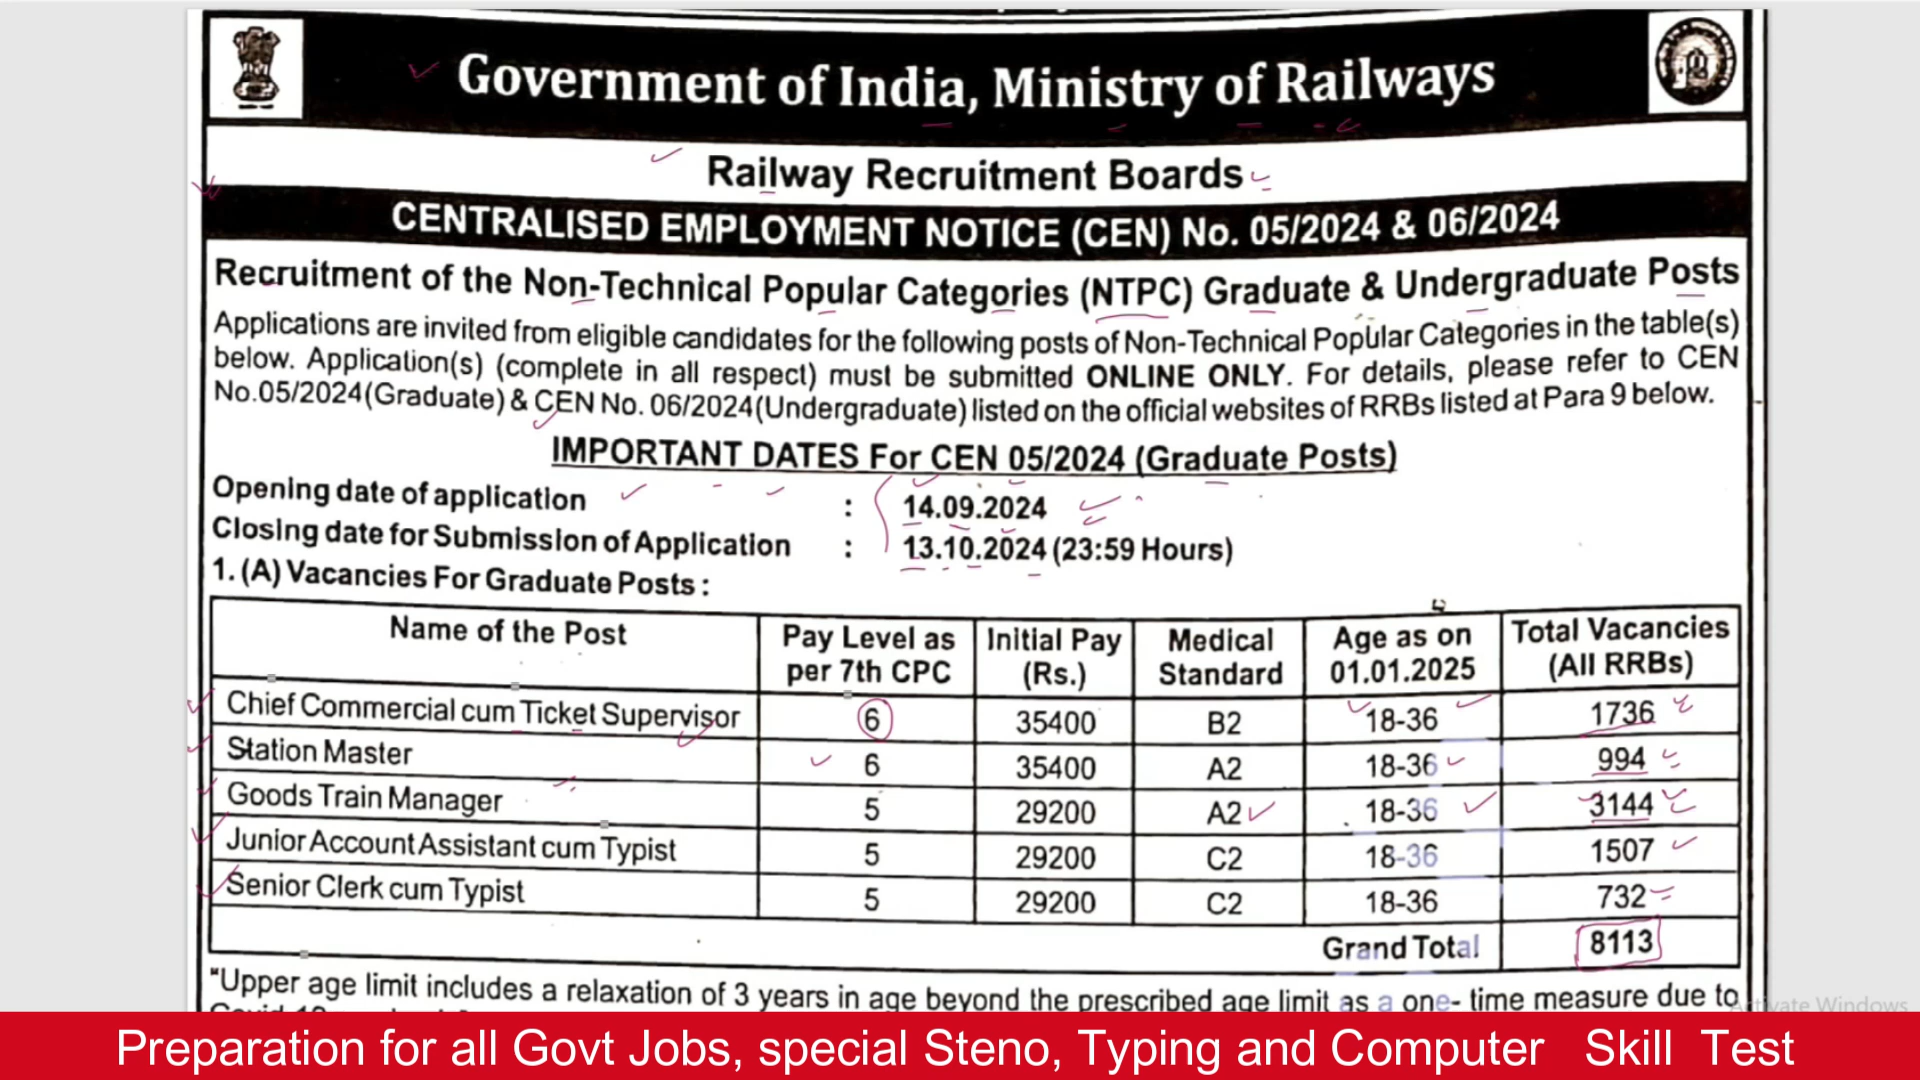 Government of India, Ministry of Railways
Railway Recruitment Boards
CENTRALISED EMPLOYMENT NOTICE (CEN) No. 05/2024 & 06/2024
Recruitment of the Non-Technical Popular Categories (NTPC) Graduate & Undergraduate Posts
Applications are invited from eligible candidates for the following posts of Non-Technical Popular Categories in the table(s)
below. Application(s) (complete in all respect) must be submitted ONLINE ONLY. For details, please refer to CEN
No.05/2024(Graduate) & CEN No. 06/2024(Undergraduate) listed on the official websites of RRBs listed at Para 9 below.
IMPORTANT DATES For CEN 05/2024 (Graduate Posts)
Opening date of application : 14.09.2024
Closing date for Submission of Application : 13.10.2024 (23:59 Hours)
1. (A) Vacancies For Graduate Posts :
Name of the Post Pay Level as per 7th CPC Initial Pay (Rs.) Medical Standard Age as on 01.01.2025 Total Vacancies (All RRBs)
Chief Commercial cum Ticket Supervisor 6 35400 B2 18-36 1736
Station Master 6 35400 A2 18-36 994
Goods Train Manager 5 29200 A2 18-36 3144
Junior Account Assistant cum Typist 5 29200 C2 18-36 1507
Senior Clerk cum Typist 5 29200 C2 18-36 732
Grand Total 8113
"Upper age limit includes a relaxation of 3 years in age beyond the prescribed age limit as a one- time measure due to
Activate Windows
Preparation for all Govt Jobs, special Steno, Typing and Computer Skill Test